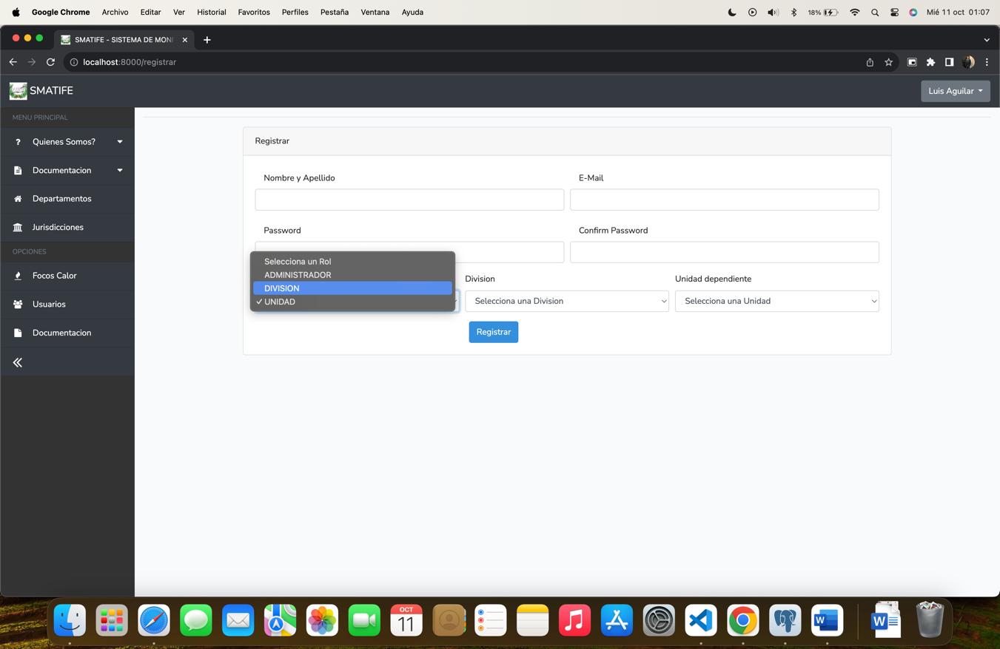 Google Chrome Archivo Editar Ver Historial Favoritos Perfiles Pestaña Ventana Ayuda 18% Mié 11 oct 01:07
SMATIFE - SISTEMA DE MONI
localhost:8000/registrar
SMATIFE
Luis Aguilar
MENU PRINCIPAL
? Quienes Somos?
Documentacion
Departamentos
Jurisdicciones
OPCIONES
Focos Calor
Usuarios
Documentacion
Registrar
Nombre y Apellido
E-Mail
Password
Confirm Password
Selecciona un Rol
ADMINISTRADOR
DIVISION
✓ UNIDAD
Division
Selecciona una Division
Unidad dependiente
Selecciona una Unidad
Registrar
OCT
11
W
W